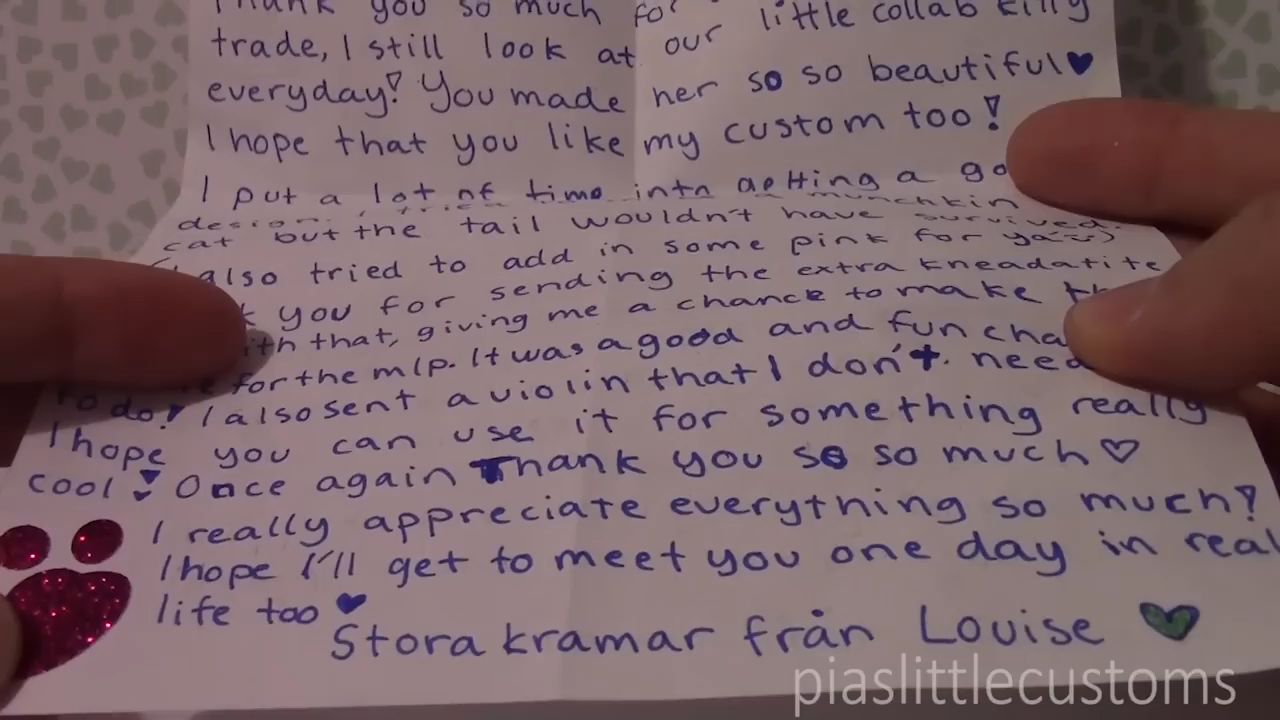 Thank you so much for our little collab kitty
trade, I still look at
everyday! You made her so so beautiful♥
I hope that you like my custom too!
I put a lot of time into getting a
munchkin
cat but the tail wouldn't have survived.
also tried to add in some pink for ya :)
you for sending the extra kneadatite
with that, giving me a chance to make
for the mlp. It was a good and fun
to do! I also sent a violin that I don't need
I hope you can use it for something really
cool! Once again Thank you so so much ♡
I really appreciate everything so much!
I hope I'll get to meet you one day in real
life too ♥
Stora kramar från Louise ♥
piaslittlecustoms